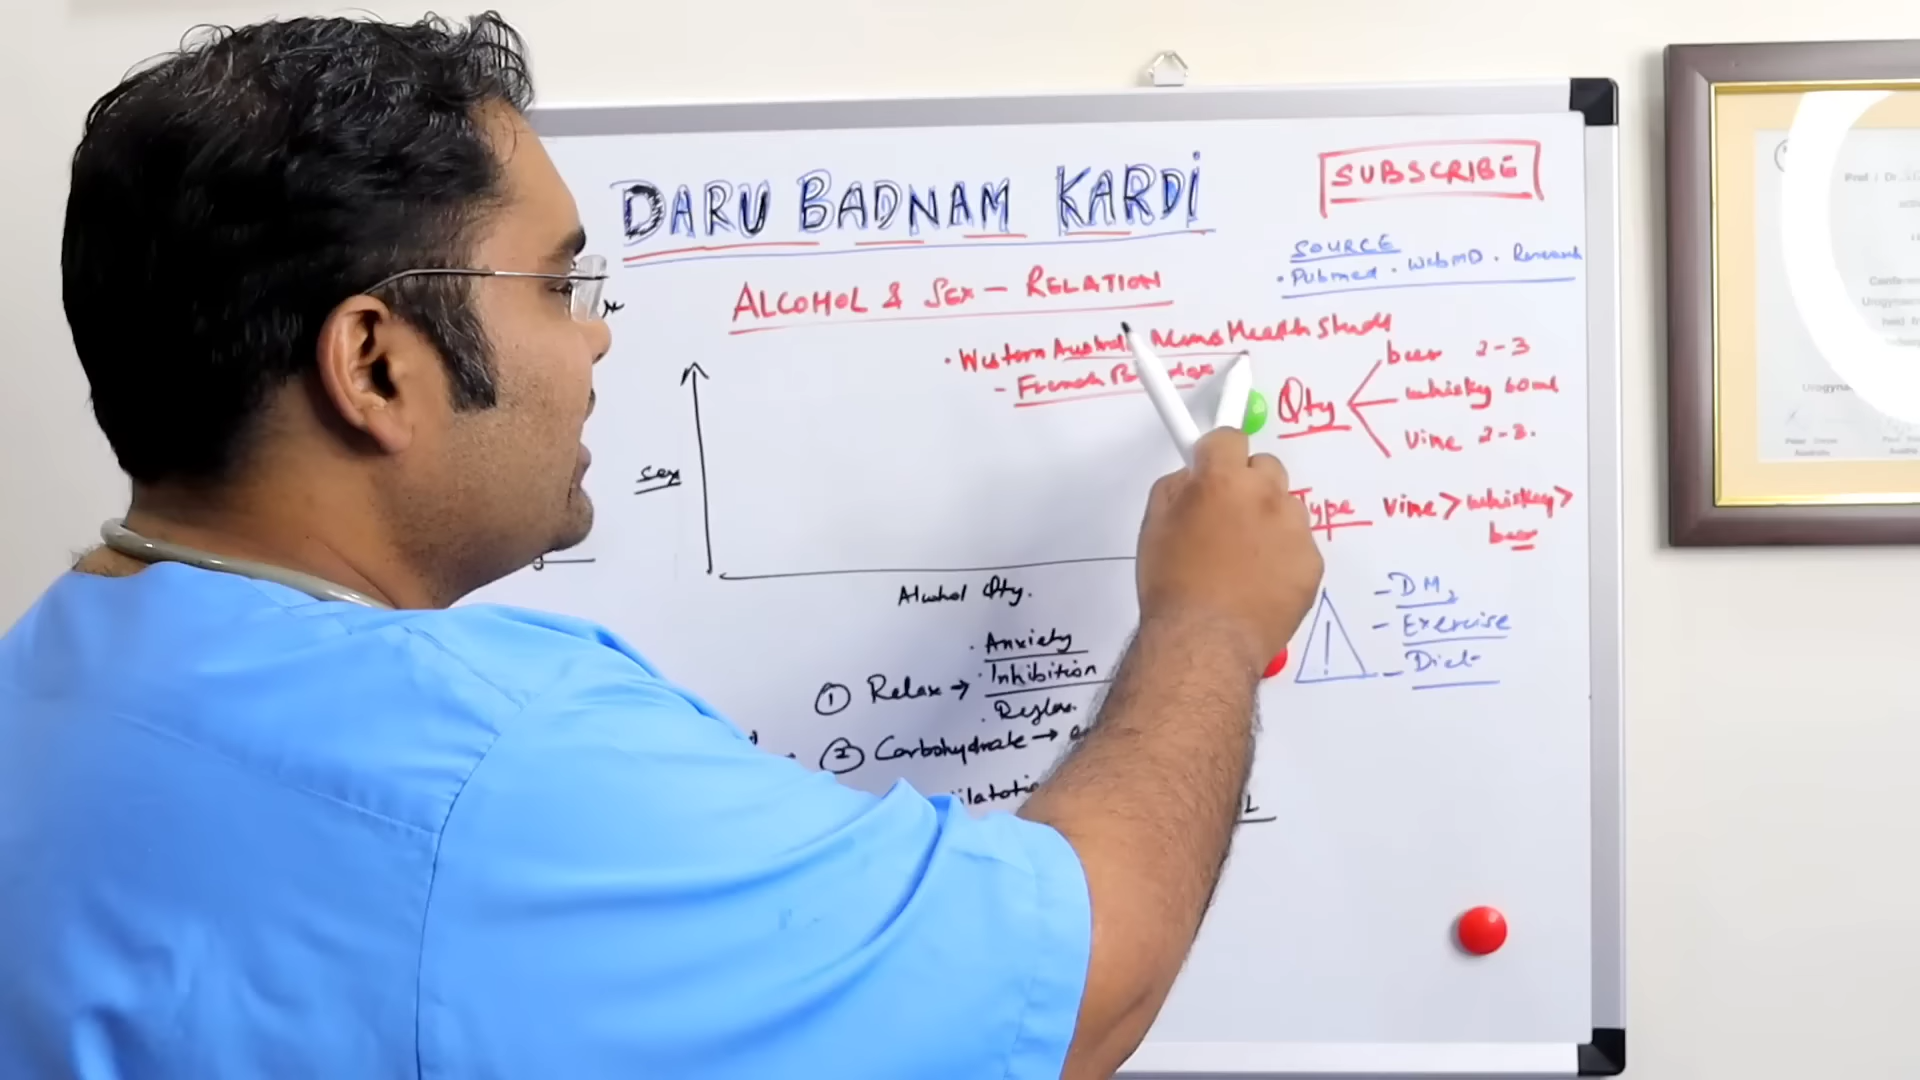 DARU BADNAM KARDI
SUBSCRIBE
SOURCE
• Pubmed • WebMD • Research
ALCOHOL & SEX - RELATION
• Western Mens Health Study
- French
Qty
beer 2-3
whisky 60ml
Vine 2-3.
Sex
Type Vine > whiskey >
beer
Alcohol Qty.
- DM,
- Exercise
- Diet
① Relax → • Anxiety
• Inhibition
② Carbohydrate →